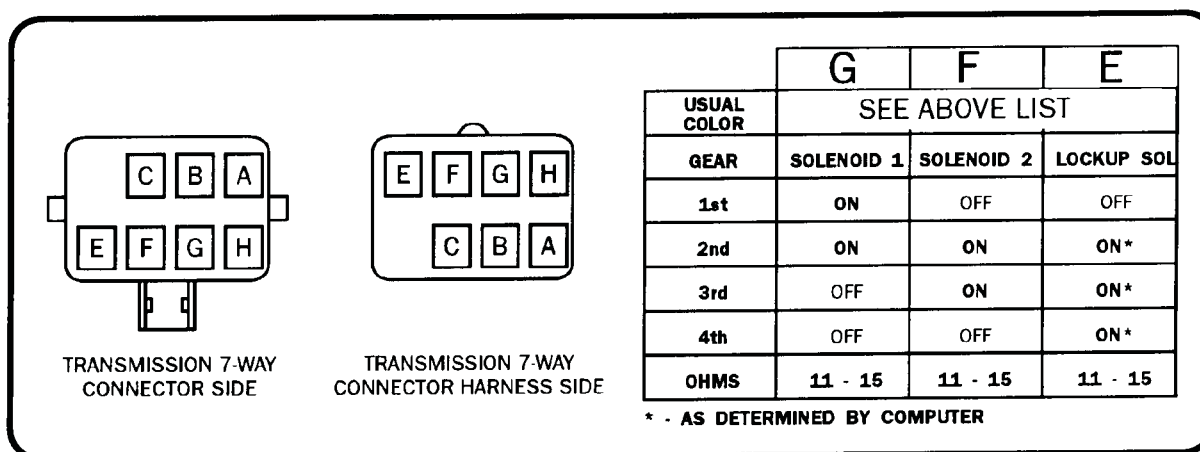 C B A
E F G H
TRANSMISSION 7-WAY
CONNECTOR SIDE
E F G H
C B A
TRANSMISSION 7-WAY
CONNECTOR HARNESS SIDE
G F E
USUAL COLOR SEE ABOVE LIST
GEAR SOLENOID 1 SOLENOID 2 LOCKUP SOL
1st ON OFF OFF
2nd ON ON ON*
3rd OFF ON ON*
4th OFF OFF ON*
OHMS 11 - 15 11 - 15 11 - 15
* - AS DETERMINED BY COMPUTER